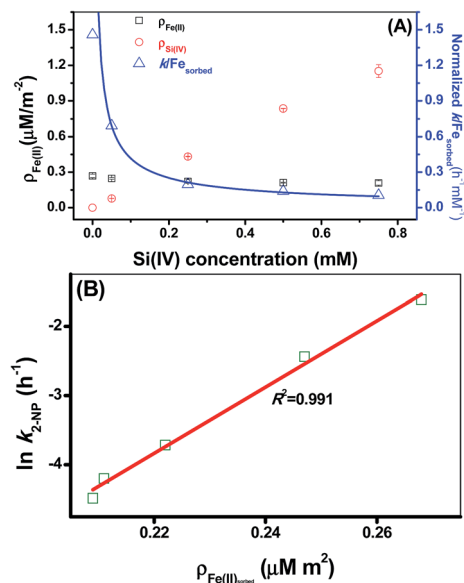 ρFe(II)
ρSi(IV)
k/Fesorbed
(A)
ρFe(II)(μM/m-2)
1.5
1.2
0.9
0.6
0.3
0.0
Normalized k/Fesorbed(h-1mM-1)
1.5
1.2
0.9
0.6
0.3
0.0
0.0 0.2 0.4 0.6 0.8
Si(IV) concentration (mM)
(B)
ln k2-NP (h-1)
-2
-3
-4
R2=0.991
0.22 0.24 0.26
ρFe(II)sorbed (μM m2)